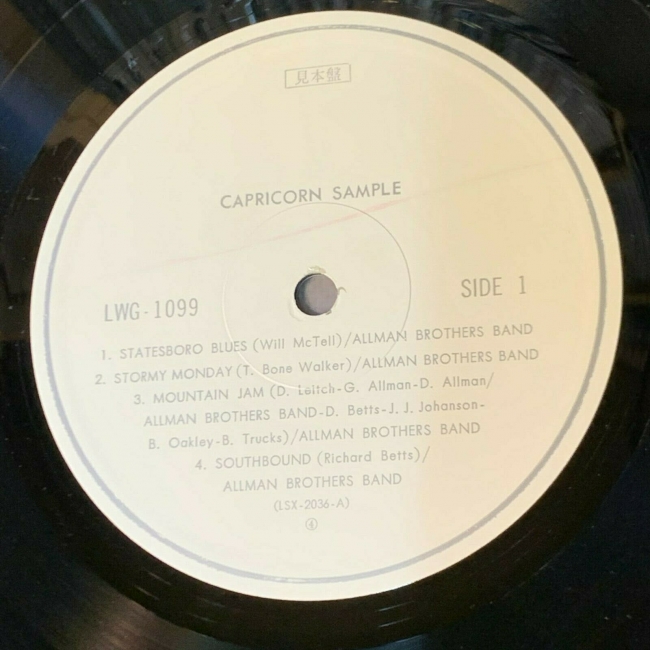 見本盤
CAPRICORN SAMPLE
LWG-1099
SIDE 1
1. STATESBORO BLUES (Will McTell)/ALLMAN BROTHERS BAND
2. STORMY MONDAY (T. Bone Walker)/ALLMAN BROTHERS BAND
3. MOUNTAIN JAM (D. Leitch-G. Allman-D. Allman/
ALLMAN BROTHERS BAND-D. Betts-J. J. Johanson-
B. Oakley-B. Trucks)/ALLMAN BROTHERS BAND
4. SOUTHBOUND (Richard Betts)/
ALLMAN BROTHERS BAND
(LSX-2036-A)
④